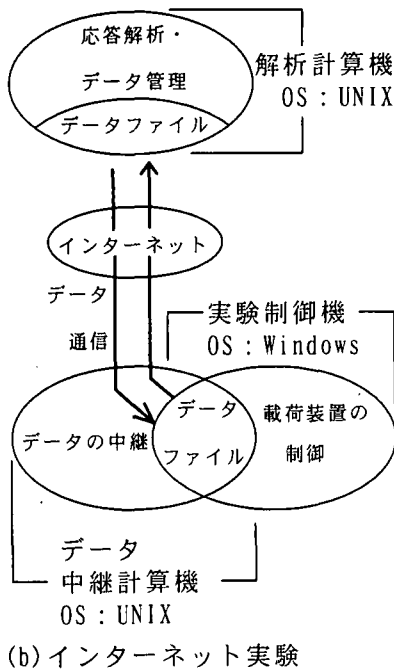 応答解析・
データ管理
データファイル
解析計算機
OS：UNIX
インターネット
データ
通信
実験制御機
OS：Windows
データの中継
データ
ファイル
載荷装置の
制御
データ
中継計算機
OS：UNIX
(b)インターネット実験